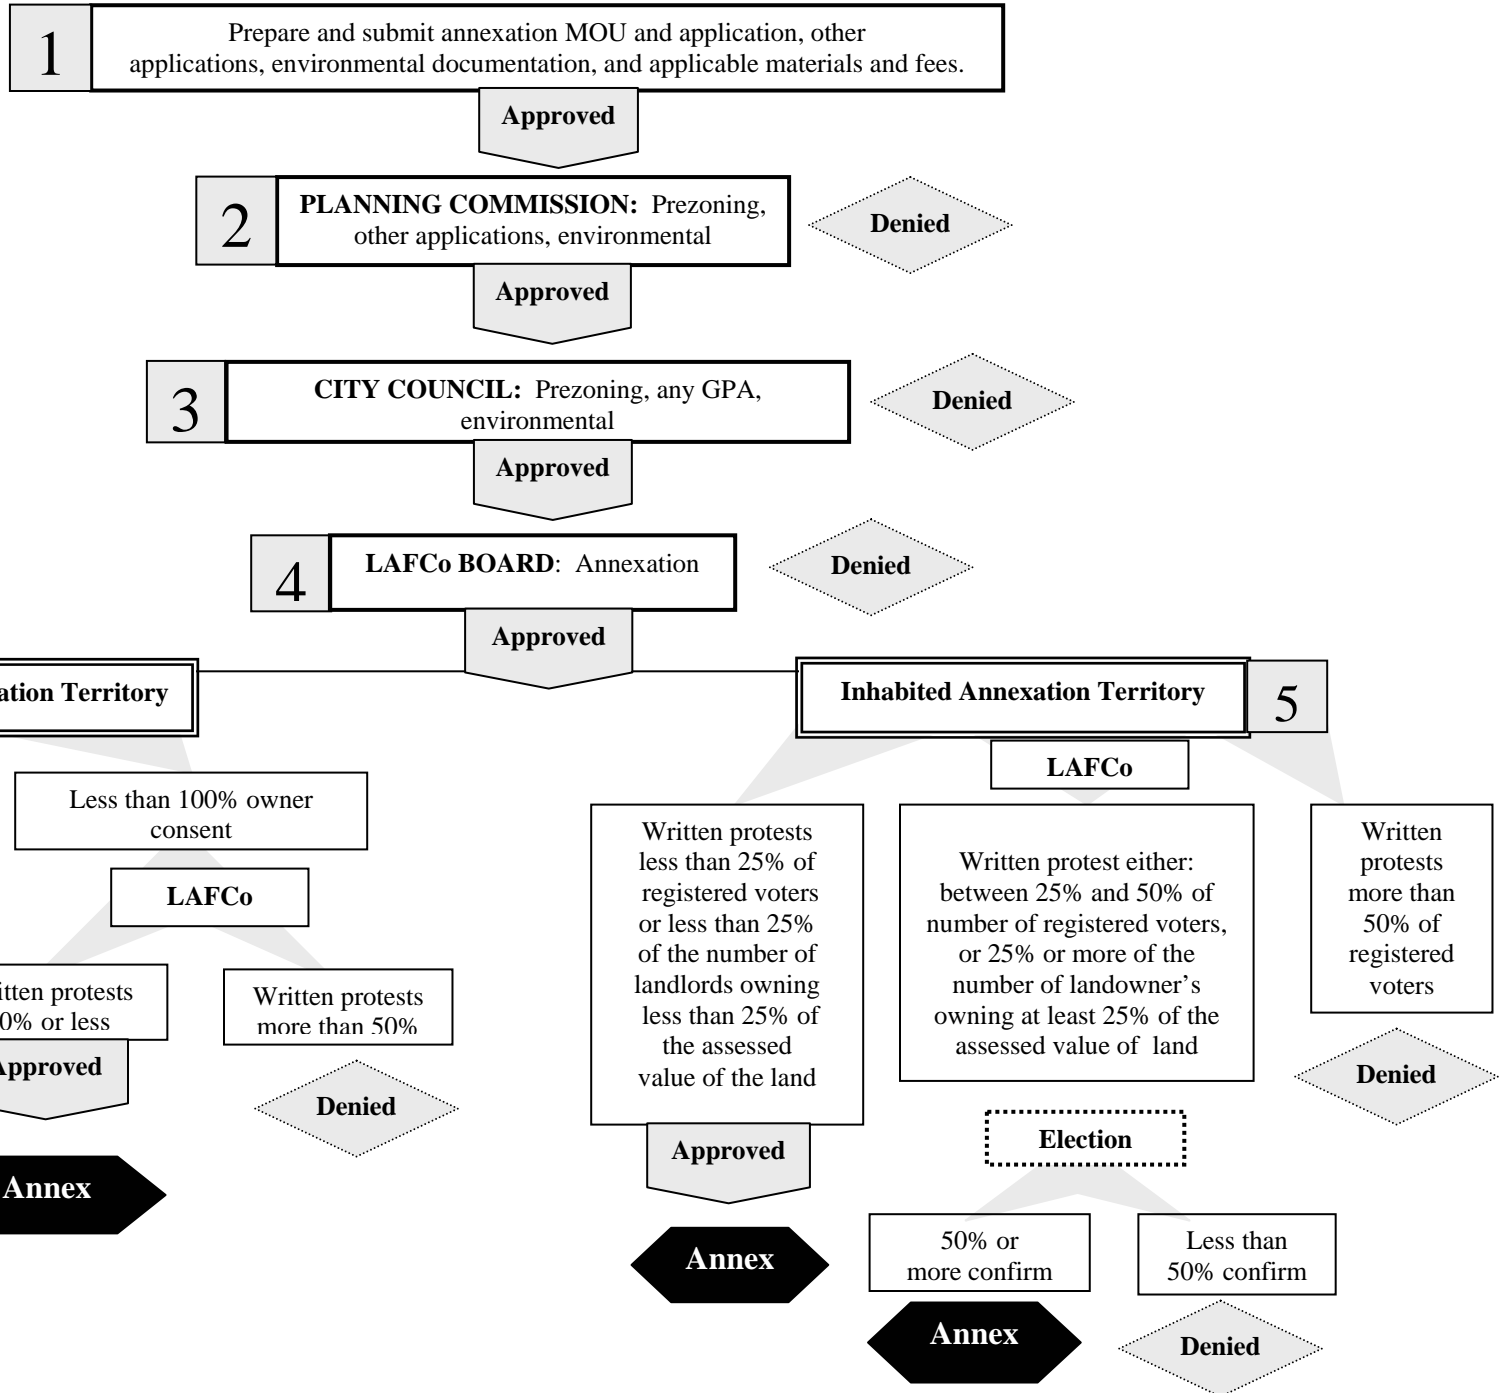 1
Prepare and submit annexation MOU and application, other
applications, environmental documentation, and applicable materials and fees.
Approved
2
PLANNING COMMISSION: Prezoning,
other applications, environmental
Denied
Approved
3
CITY COUNCIL: Prezoning, any GPA,
environmental
Denied
Approved
4
LAFCo BOARD: Annexation
Denied
Approved
ation Territory
Less than 100% owner
consent
LAFCo
itten protests
0% or less
Approved
Annex
Written protests
more than 50%
Denied
Inhabited Annexation Territory
5
LAFCo
Written protests
less than 25% of
registered voters
or less than 25%
of the number of
landlords owning
less than 25% of
the assessed
value of the land
Approved
Annex
Written protest either:
between 25% and 50% of
number of registered voters,
or 25% or more of the
number of landowner's
owning at least 25% of the
assessed value of land
Election
50% or
more confirm
Annex
Less than
50% confirm
Denied
Written
protests
more than
50% of
registered
voters
Denied